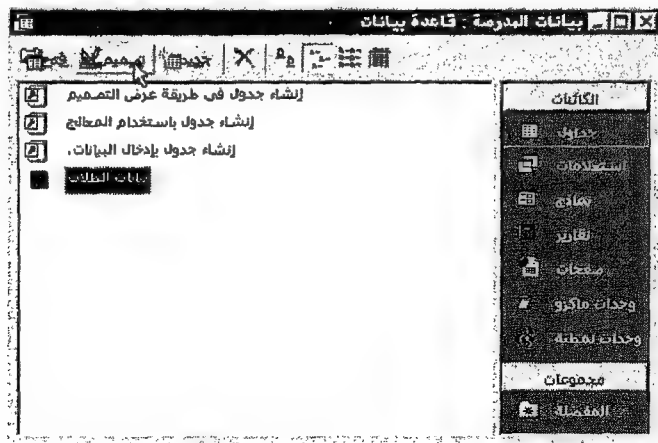 بيانات المدرسة : قاعدة بيانات
فتح تصميم جديد
الكائنات
جداول
استعلامات
نماذج
تقارير
صفحات
وحدات ماكرو
وحدات نمطية
مجموعات
المفضلة
إنشاء جدول في طريقة عرض التصميم
إنشاء جدول باستخدام المعالج
إنشاء جدول بإدخال البيانات.
بيانات الطلاب